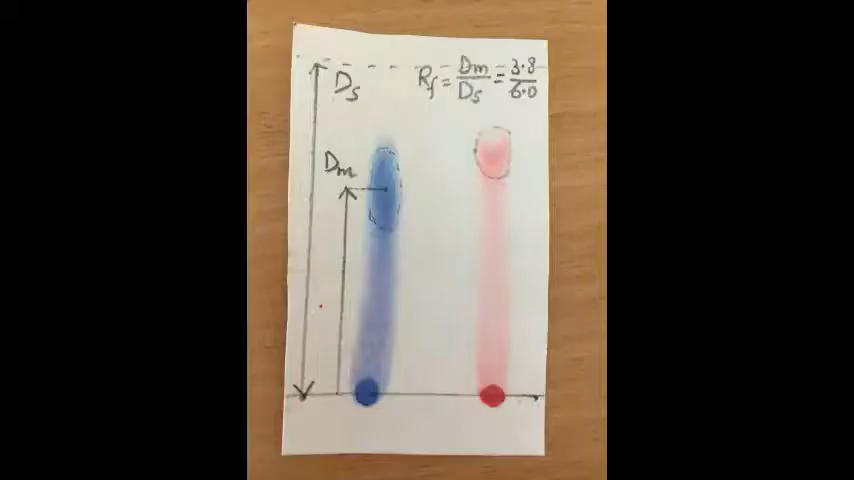 Ds
Rf = Dm/Ds = 3.8/6.0
Dm